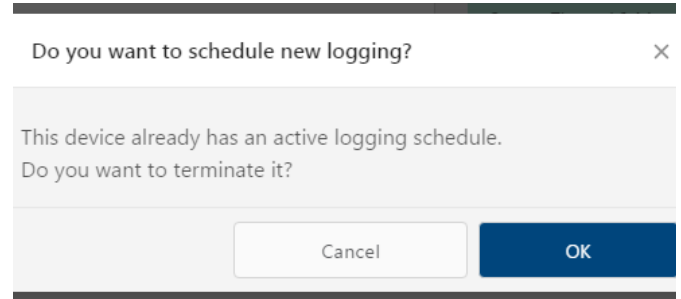 Do you want to schedule new logging?
This device already has an active logging schedule.
Do you want to terminate it?
Cancel
OK